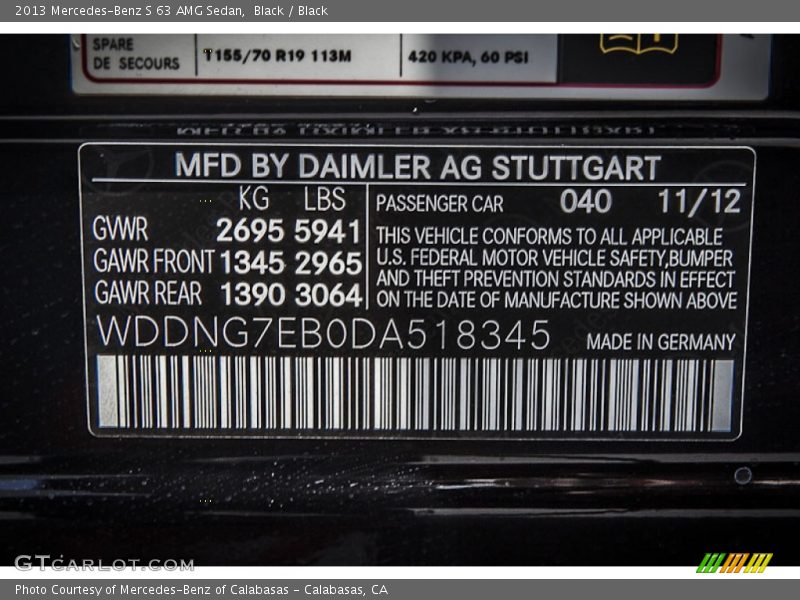 2013 Mercedes-Benz S 63 AMG Sedan,  Black / Black
SPARE
DE SECOURS
T155/70 R19 113M
420 KPA, 60 PSI
MFD BY DAIMLER AG STUTTGART
KG LBS
GVWR 2695 5941
GAWR FRONT 1345 2965
GAWR REAR 1390 3064
PASSENGER CAR 040 11/12
THIS VEHICLE CONFORMS TO ALL APPLICABLE
U.S. FEDERAL MOTOR VEHICLE SAFETY,BUMPER
AND THEFT PREVENTION STANDARDS IN EFFECT
ON THE DATE OF MANUFACTURE SHOWN ABOVE
WDDNG7EB0DA518345 MADE IN GERMANY
GTcarlot.com
Photo Courtesy of Mercedes-Benz of Calabasas - Calabasas, CA